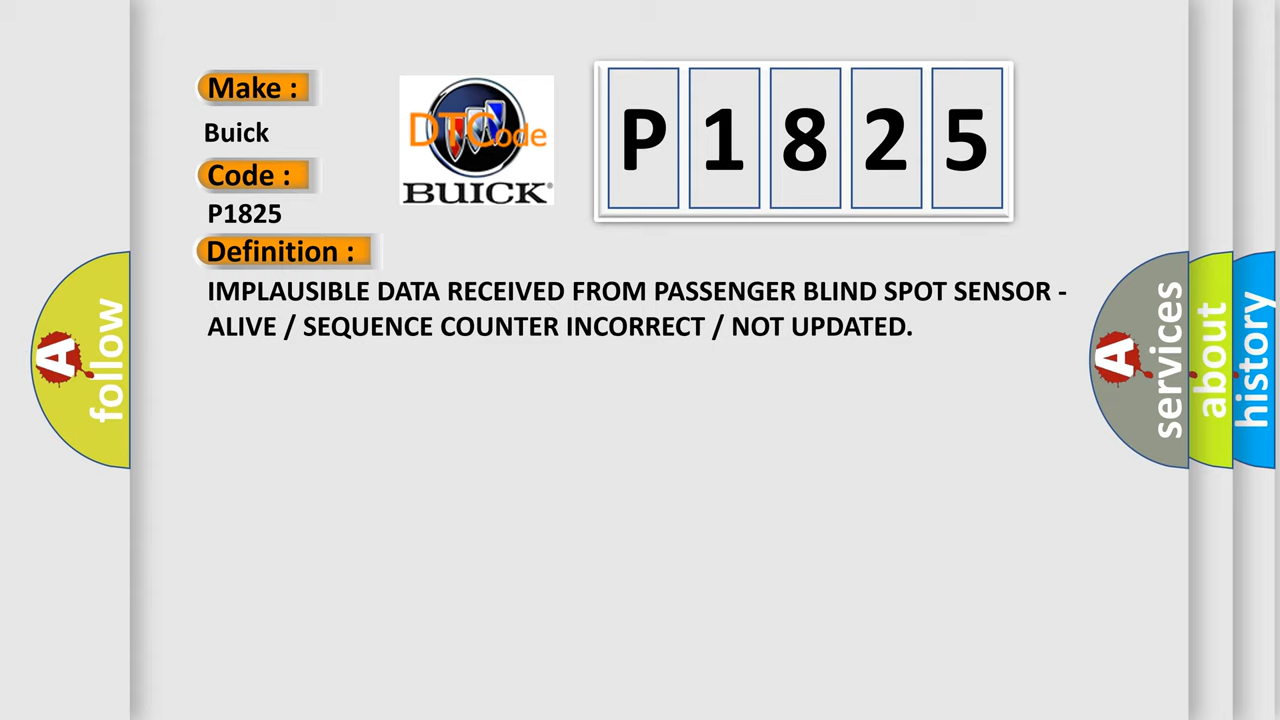 Make :
Buick
Code :
P1825
Definition :
IMPLAUSIBLE DATA RECEIVED FROM PASSENGER BLIND SPOT SENSOR -
ALIVE / SEQUENCE COUNTER INCORRECT / NOT UPDATED.
DTCode
BUICK®
P 1 8 2 5
A follow
A services
about
history